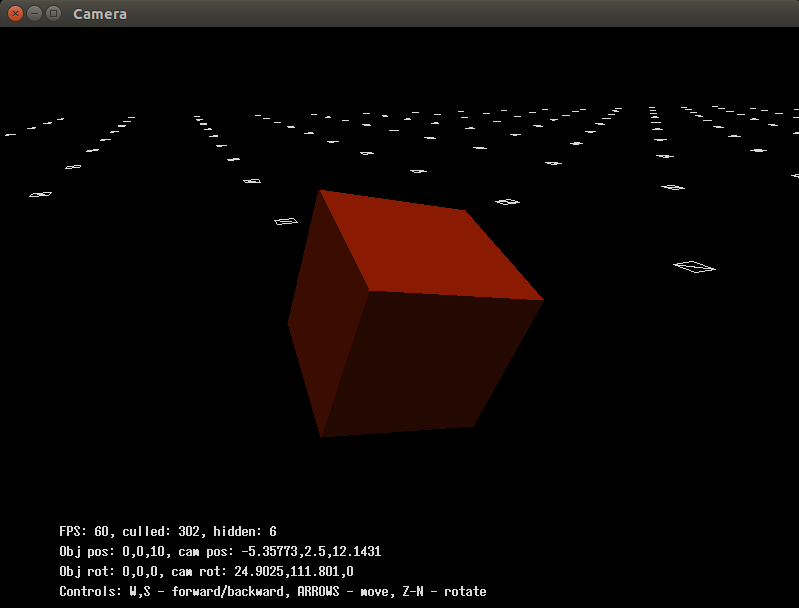 Camera
FPS: 60, culled: 302, hidden: 6
Obj pos: 0,0,10, cam pos: -5.35773,2.5,12.1431
Obj rot: 0,0,0, cam rot: 24.9025,111.801,0
Controls: W,S - forward/backward, ARROWS - move, Z-N - rotate